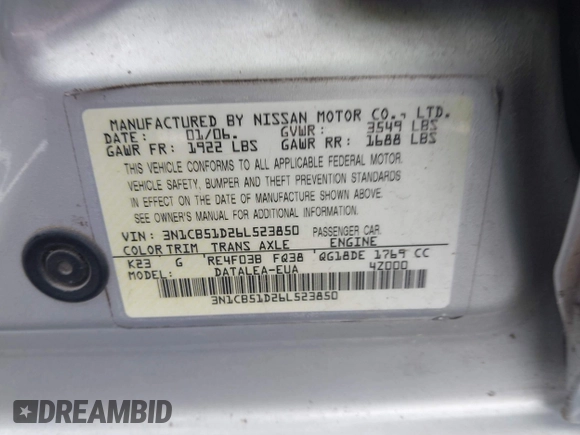 MANUFACTURED BY NISSAN MOTOR CO., LTD.
DATE: 01/06. GVWR: 3549 LBS
GAWR FR: 1922 LBS GAWR RR: 1688 LBS
THIS VEHICLE CONFORMS TO ALL APPLICABLE FEDERAL MOTOR
VEHICLE SAFETY, BUMPER AND THEFT PREVENTION STANDARDS
IN EFFECT ON THE DATE OF MANUFACTURE SHOWN ABOVE.
SEE OWNER'S MANUAL FOR ADDITIONAL INFORMATION.
VIN: 3N1CB51D26L523850 PASSENGER CAR.
COLOR TRIM TRANS AXLE ENGINE
K23 G RE4F03B FQ38 QG18DE 1769 CC
MODEL: DATALEA-EUA 4Z000
3N1CB51D26L523850
DREAMBID